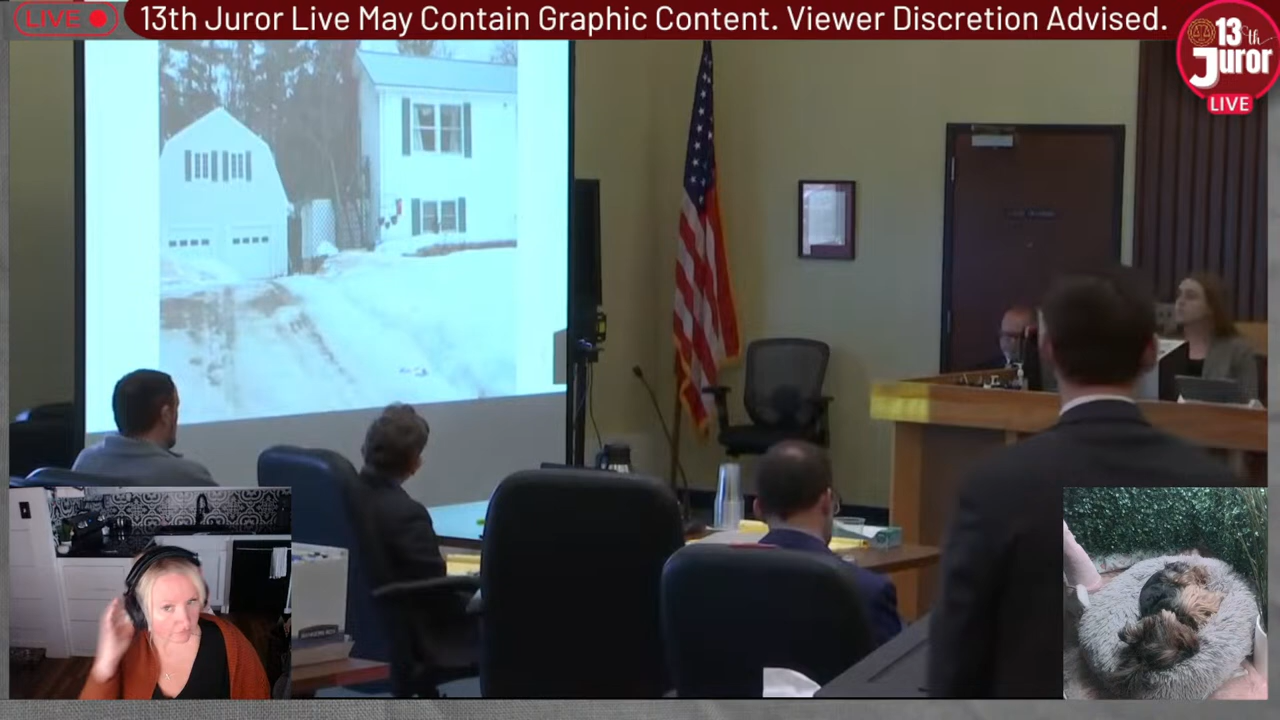 LIVE
13th Juror Live May Contain Graphic Content. Viewer Discretion Advised.
13th
Juror
LIVE